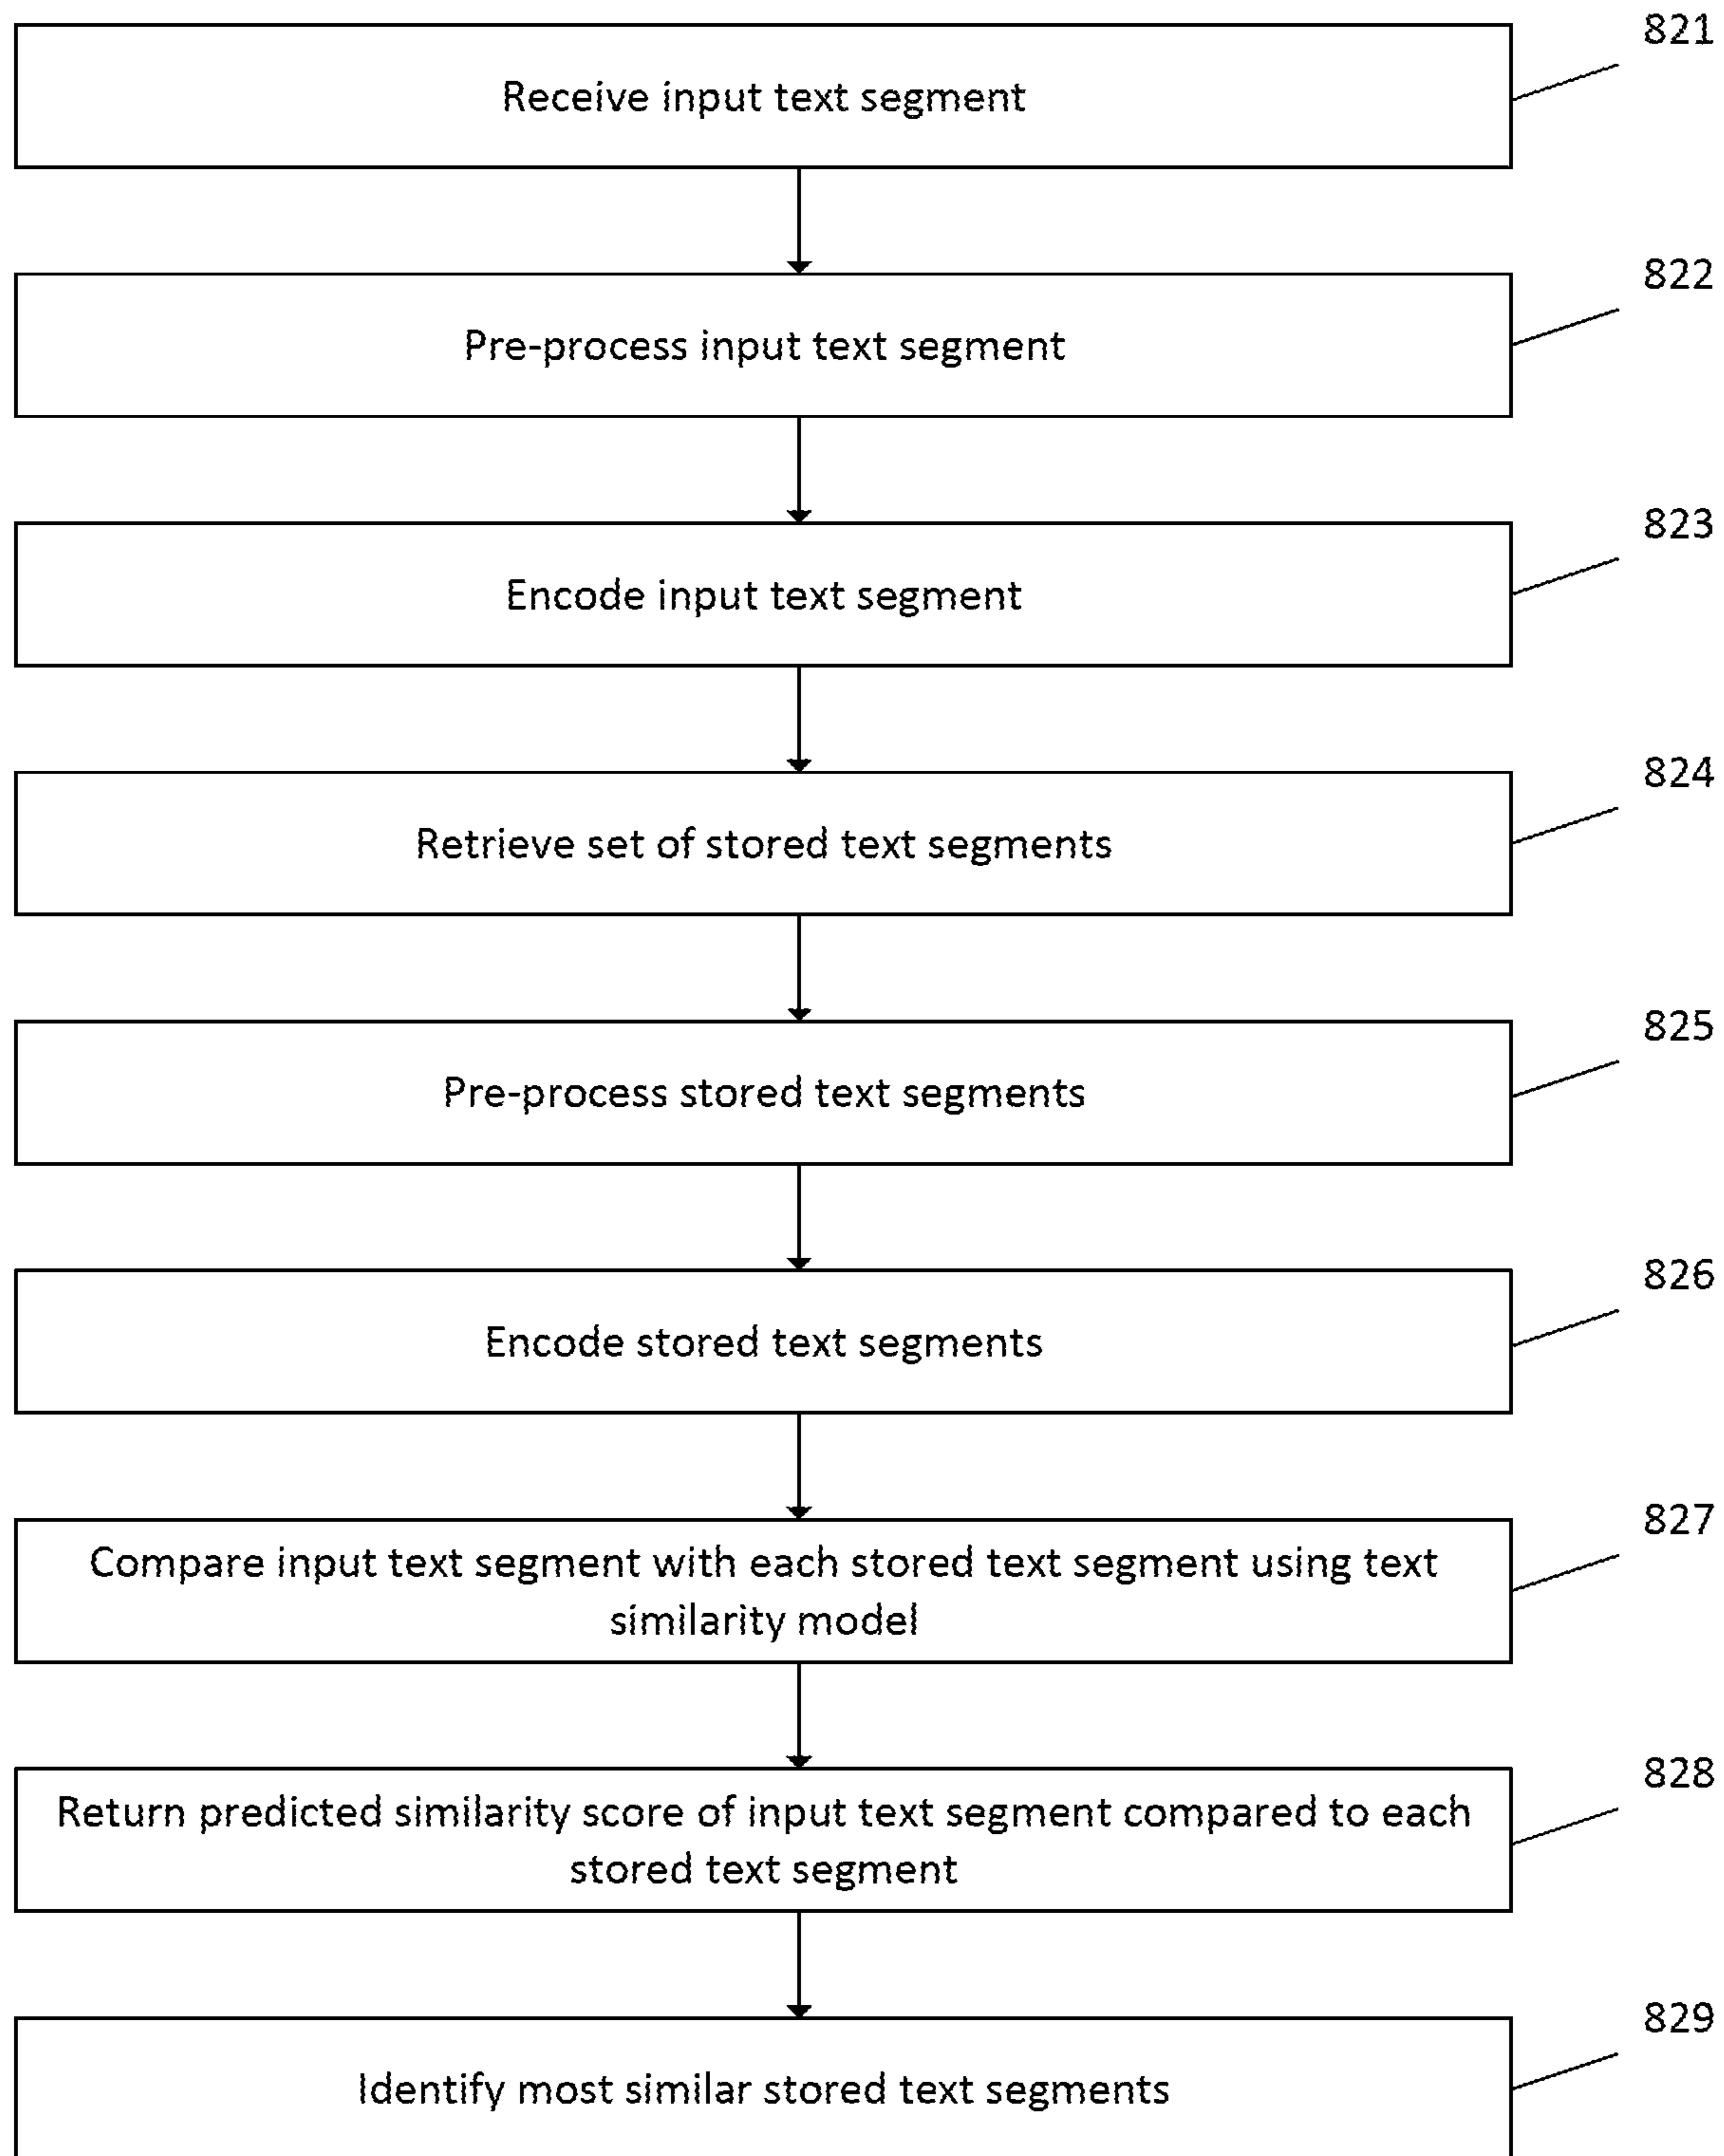 821
Receive input text segment
822
Pre-process input text segment
823
Encode input text segment
824
Retrieve set of stored text segments
825
Pre-process stored text segments
826
Encode stored text segments
827
Compare input text segment with each stored text segment using text
similarity model
828
Return predicted similarity score of input text segment compared to each
stored text segment
829
Identify most similar stored text segments